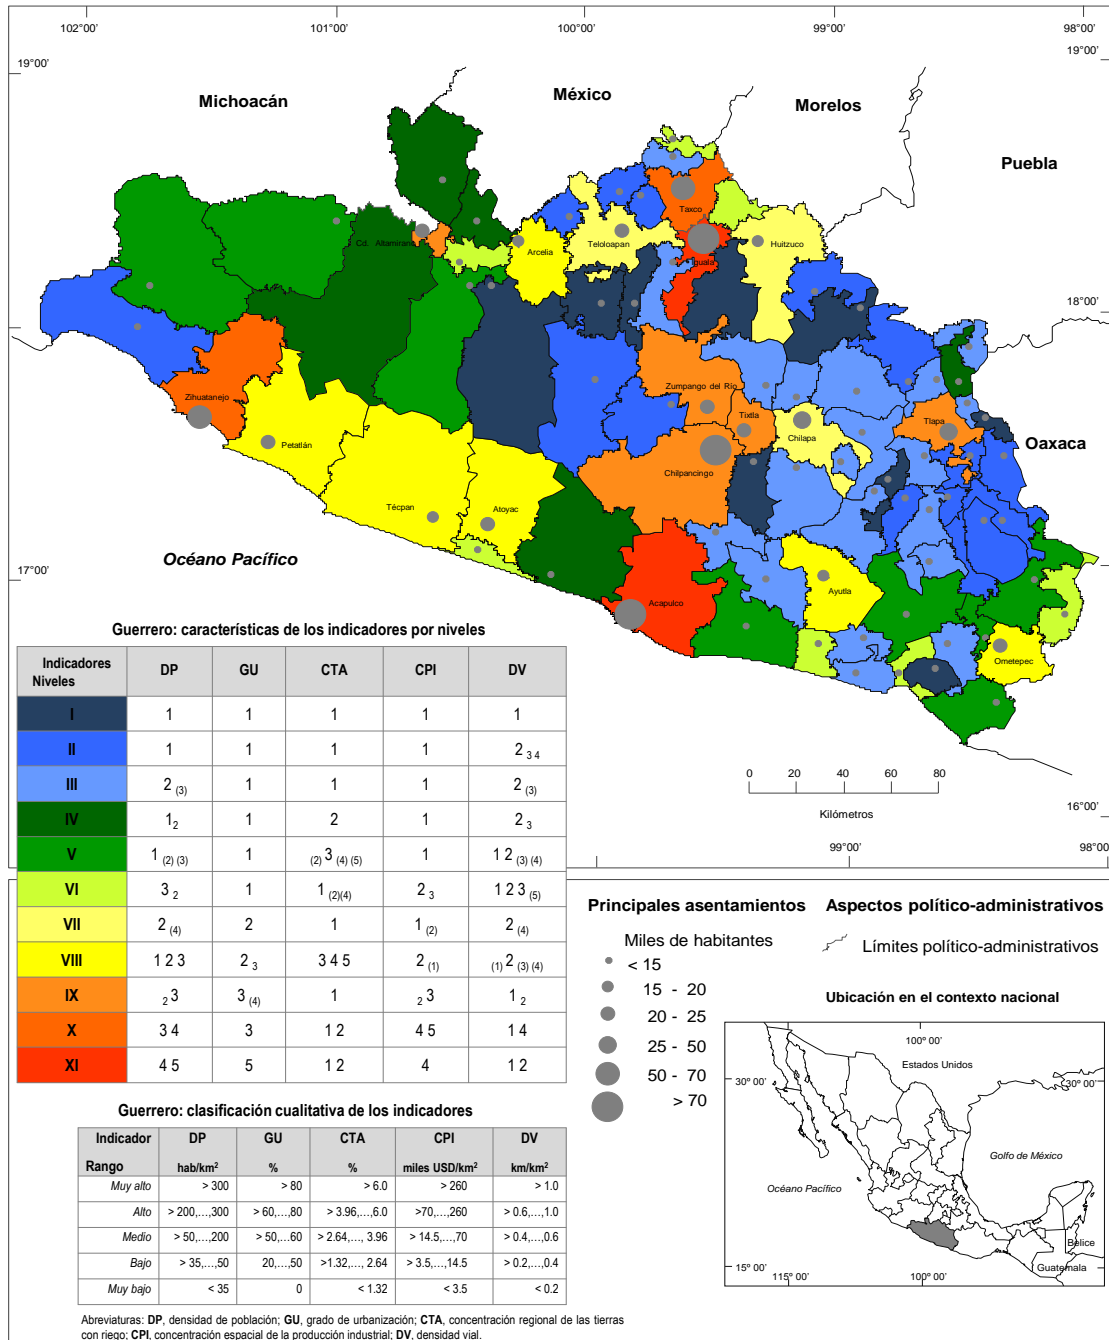 102°00' 101°00' 100°00' 99°00' 98°00'
19°00' 19°00'
Michoacán México Morelos
Puebla
Taxco
Cd. Altamirano Arcelia Teloloapan Iguala Huitzuco
18°00' 18°00'
Zihuatanejo Zumpango del Río
Petatlán Tixtla Chilapa Tlapa
Oaxaca
Chilpancingo
Técpan Atoyac
Océano Pacífico
17°00' 17°00'
Acapulco Ayutla
Ometepec
0 20 40 60 80
Kilómetros
16°00'
99°00' 98°00'
Guerrero: características de los indicadores por niveles
Indicadores
Niveles DP GU CTA CPI DV
I 1 1 1 1 1
II 1 1 1 1 2 3 4
III 2 (3) 1 1 1 2 (3)
IV 1 2 1 2 1 2 3
V 1 (2) (3) 1 (2) 3 (4) (5) 1 1 2 (3) (4)
VI 3 2 1 1 (2)(4) 2 3 1 2 3 (5)
VII 2 (4) 2 1 1 (2) 2 (4)
VIII 1 2 3 2 3 3 4 5 2 (1) (1) 2 (3) (4)
IX 2 3 3 (4) 1 2 3 1 2
X 3 4 3 1 2 4 5 1 4
XI 4 5 5 1 2 4 1 2
Guerrero: clasificación cualitativa de los indicadores
Indicador DP GU CTA CPI DV
Rango hab/km² % % miles USD/km² km/km²
Muy alto > 300 > 80 > 6.0 > 260 > 1.0
Alto > 200,...,300 > 60,...,80 > 3.96,...,6.0 >70,...,260 > 0.6,...,1.0
Medio > 50,...,200 > 50,...,60 > 2.64,..., 3.96 > 14.5,...,70 > 0.4,...,0.6
Bajo > 35,...,50 20,...,50 >1.32,..., 2.64 > 3.5,...,14.5 > 0.2,...,0.4
Muy bajo < 35 0 < 1.32 < 3.5 < 0.2
Abreviaturas: DP, densidad de población; GU, grado de urbanización; CTA, concentración regional de las tierras
con riego; CPI, concentración espacial de la producción industrial; DV, densidad vial.
Principales asentamientos
Miles de habitantes
< 15
15 - 20
20 - 25
25 - 50
50 - 70
> 70
Aspectos político-administrativos
Límites político-administrativos
Ubicación en el contexto nacional
100° 00'
Estados Unidos
30° 00' 30° 00'
Golfo de México
Océano Pacífico
Belice
Guatemala
15° 00'
115° 00' 100° 00'